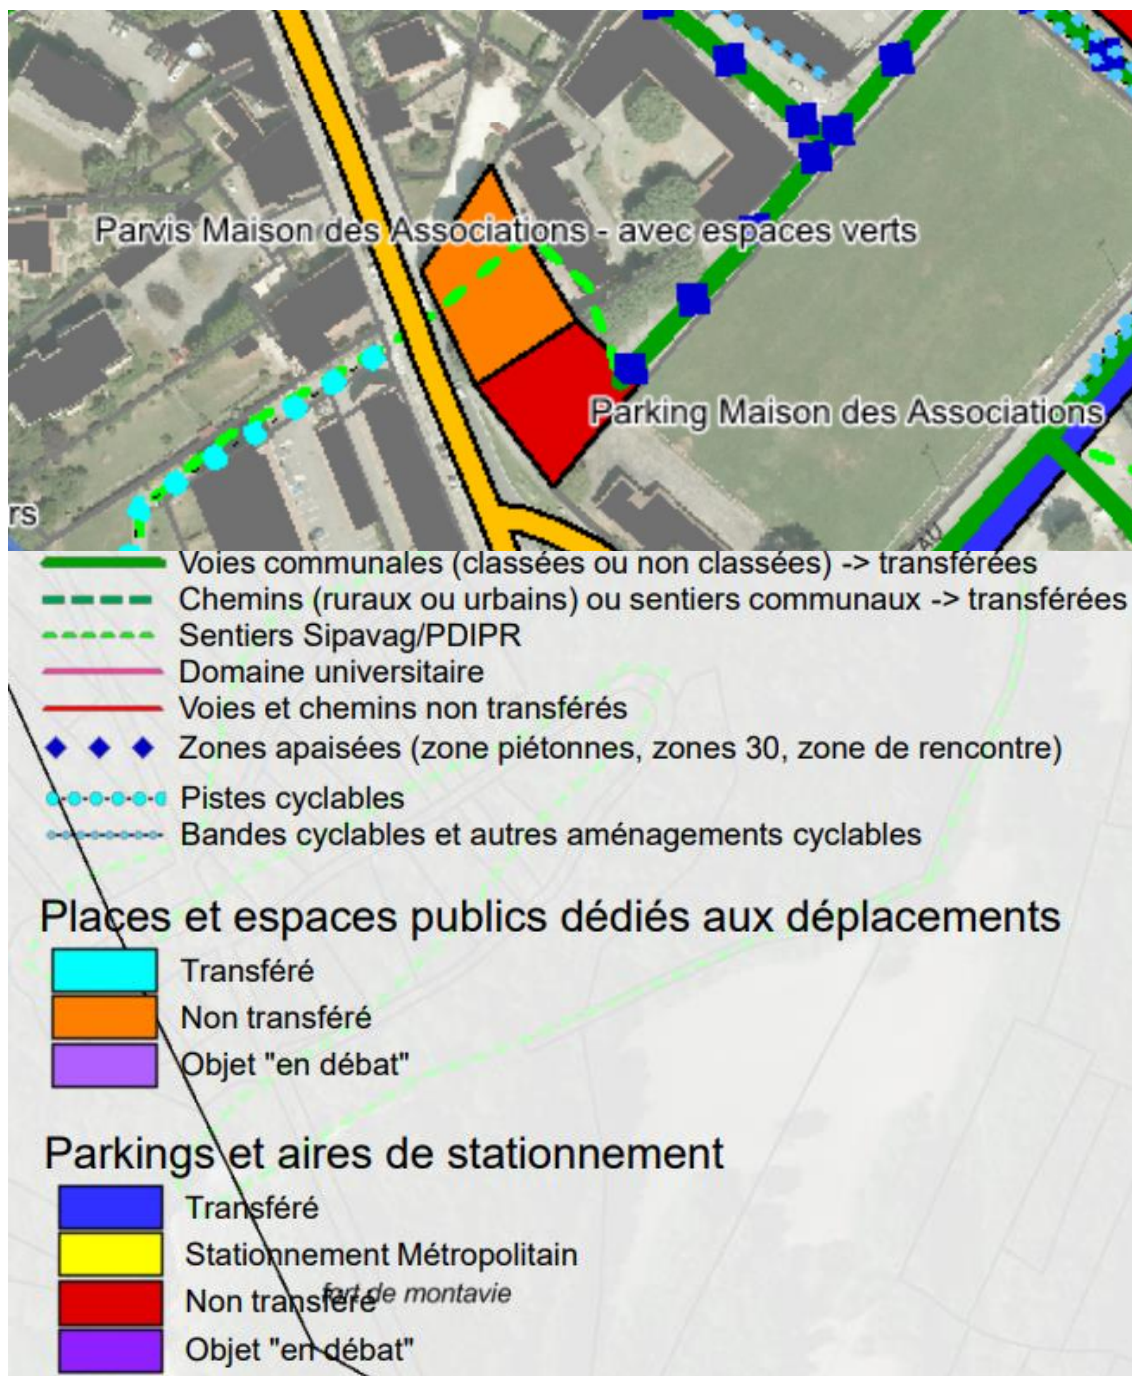 Parvis Maison des Associations - avec espaces verts
Parking Maison des Associations
rs
AU
Voies communales (classées ou non classées) -> transférées
Chemins (ruraux ou urbains) ou sentiers communaux -> transférées
Sentiers Sipavag/PDIPR
Domaine universitaire
Voies et chemins non transférés
Zones apaisées (zone piétonnes, zones 30, zone de rencontre)
Pistes cyclables
Bandes cyclables et autres aménagements cyclables
Places et espaces publics dédiés aux déplacements
Transféré
Non transféré
Objet "en débat"
Parkings et aires de stationnement
Transféré
Stationnement Métropolitain
Non transféré
fort de montavie
Objet "en débat"